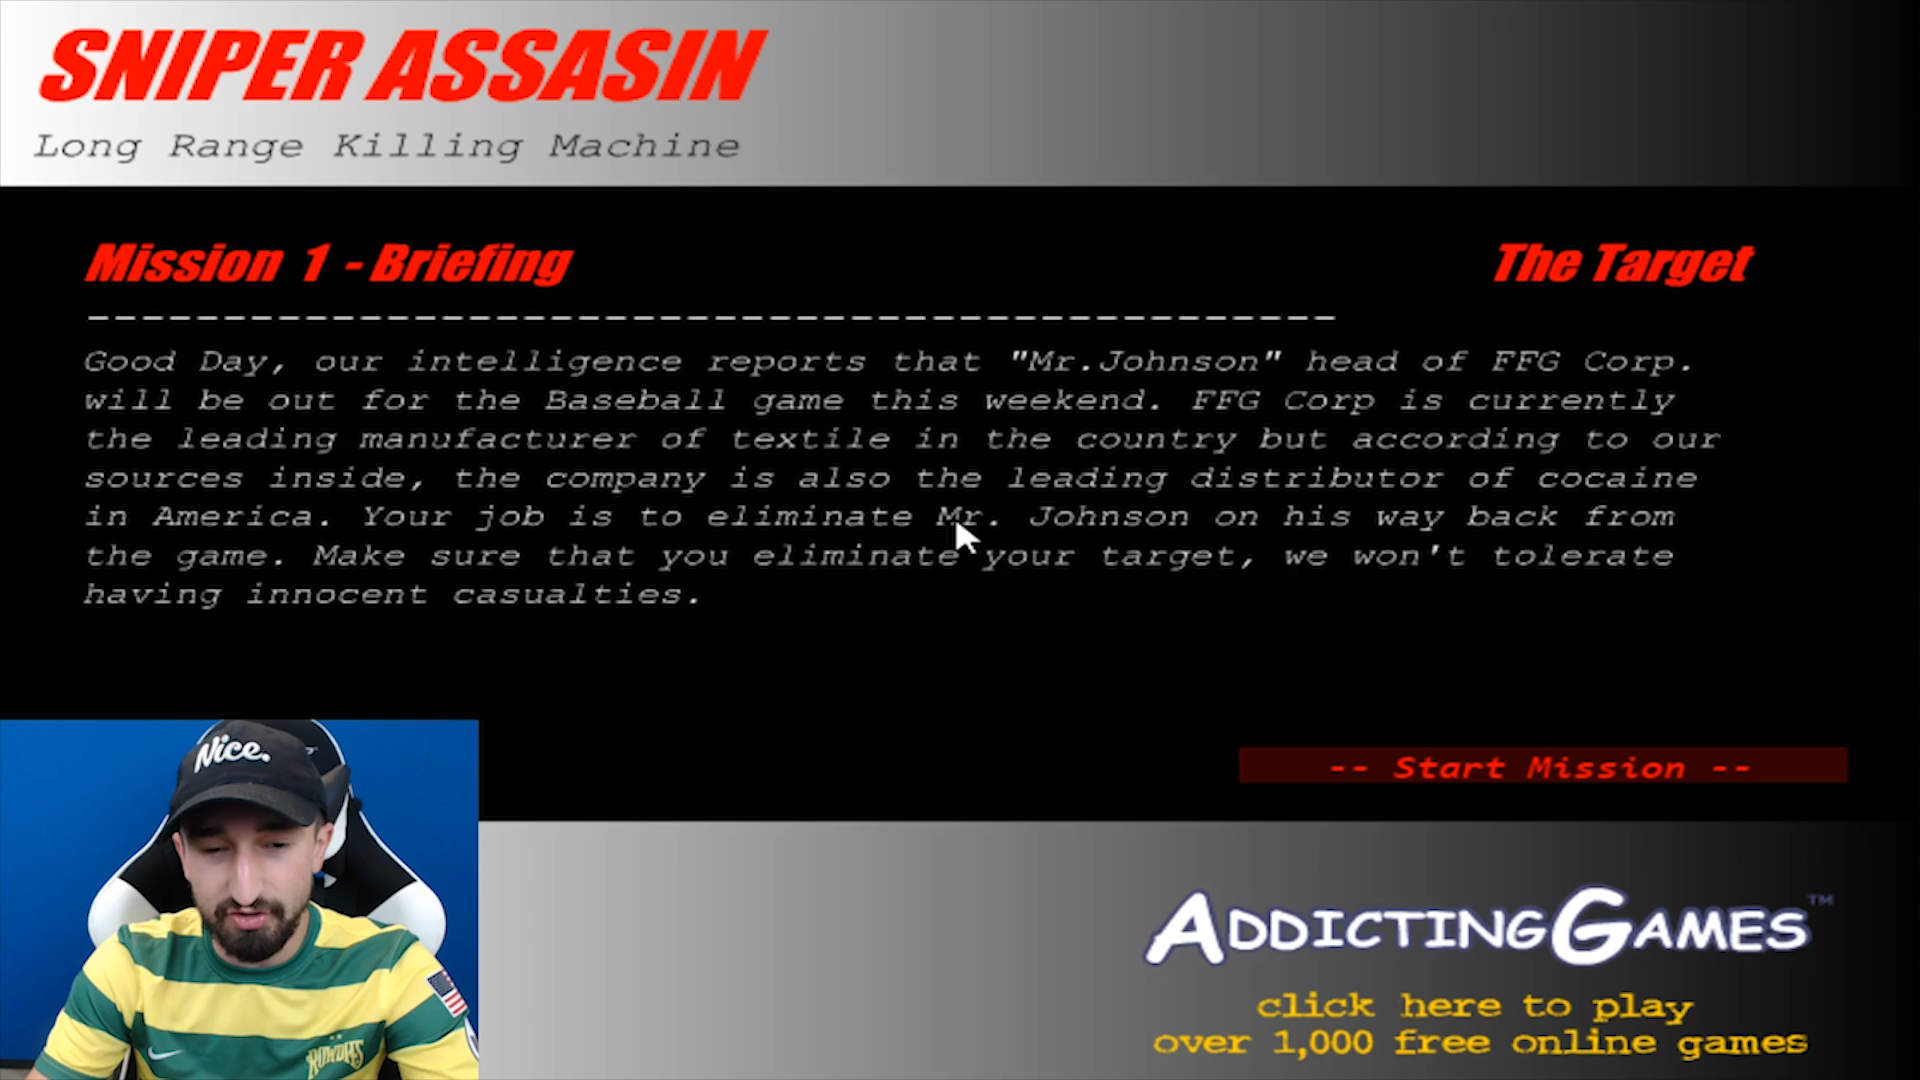 SNIPER ASSASIN
Long Range Killing Machine
Mission 1 - Briefing
The Target
-----------------------------------------------
Good Day, our intelligence reports that "Mr.Johnson" head of FFG Corp.
will be out for the Baseball game this weekend. FFG Corp is currently
the leading manufacturer of textile in the country but according to our
sources inside, the company is also the leading distributor of cocaine
in America. Your job is to eliminate Mr. Johnson on his way back from
the game. Make sure that you eliminate your target, we won't tolerate
having innocent casualties.
-- Start Mission --
Nice.
ROWDIES
ADDICTINGGAMES™
click here to play
over 1,000 free online games